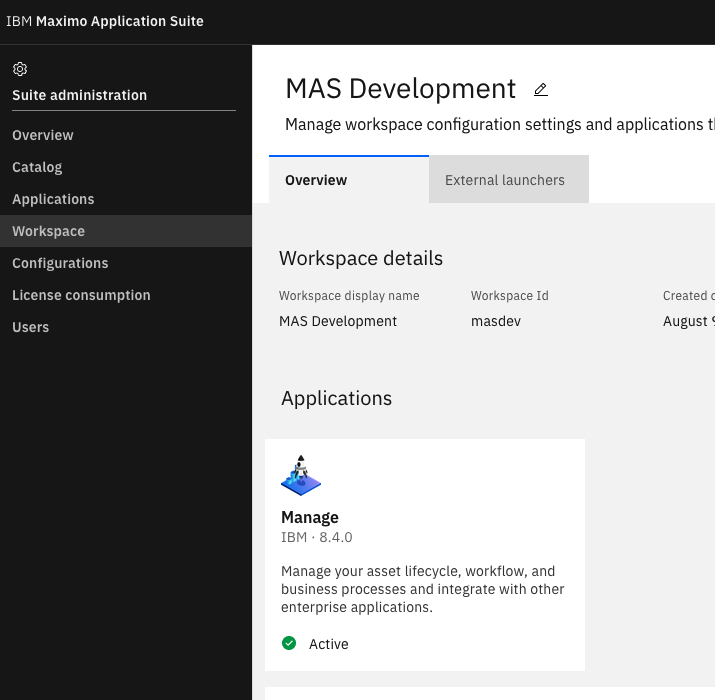 IBM Maximo Application Suite
Suite administration
Overview
Catalog
Applications
Workspace
Configurations
License consumption
Users
MAS Development
Manage workspace configuration settings and applications
Overview
External launchers
Workspace details
Workspace display name
Workspace Id
Created
MAS Development
masdev
August
Applications
Manage
IBM · 8.4.0
Manage your asset lifecycle, workflow, and
business processes and integrate with other
enterprise applications.
Active